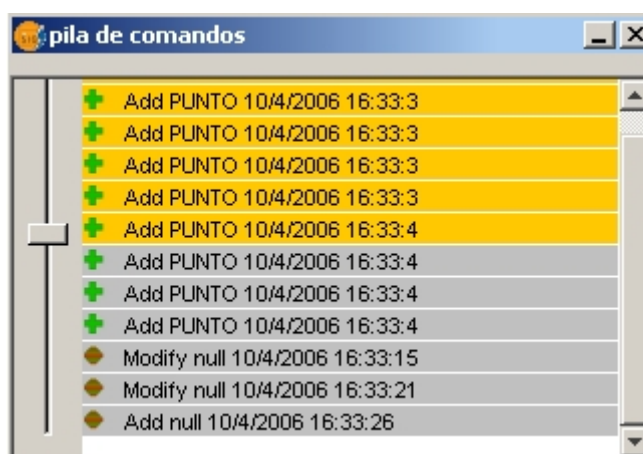 pila de comandos
Add PUNTO 10/4/2006 16:33:3
Add PUNTO 10/4/2006 16:33:3
Add PUNTO 10/4/2006 16:33:3
Add PUNTO 10/4/2006 16:33:3
Add PUNTO 10/4/2006 16:33:4
Add PUNTO 10/4/2006 16:33:4
Add PUNTO 10/4/2006 16:33:4
Add PUNTO 10/4/2006 16:33:4
Modify null 10/4/2006 16:33:15
Modify null 10/4/2006 16:33:21
Add null 10/4/2006 16:33:26